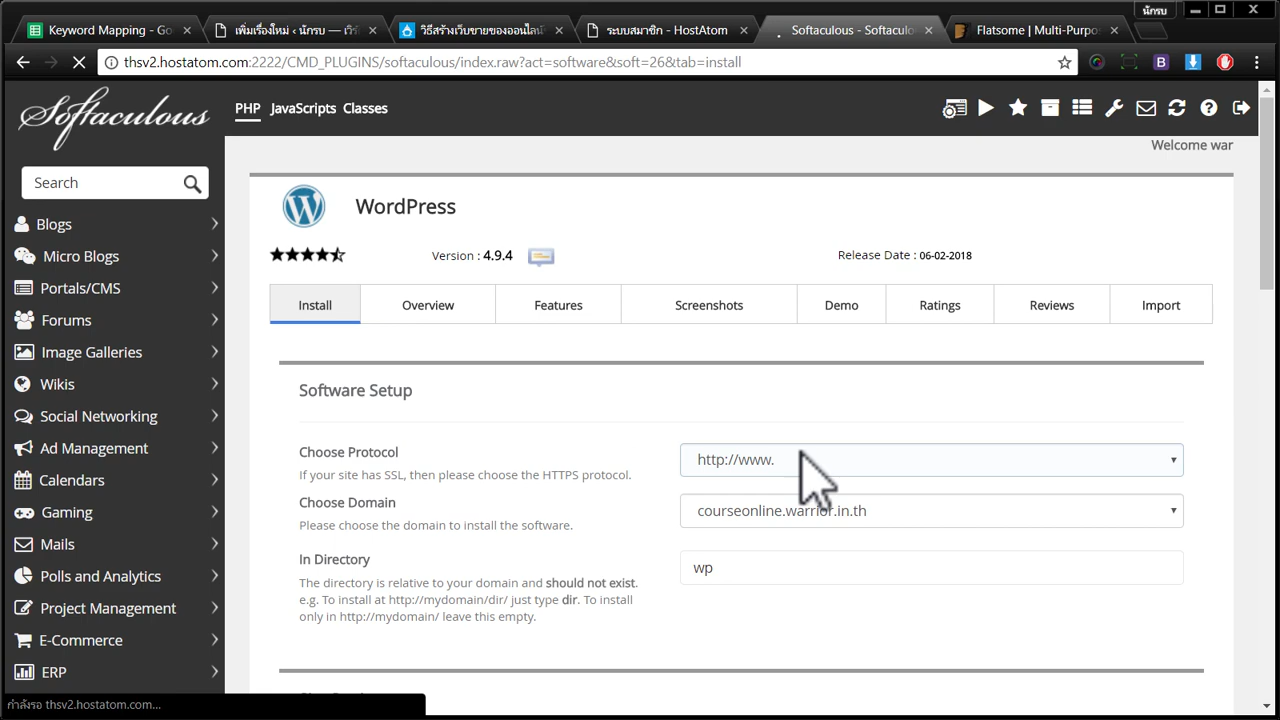 นักรบ
Keyword Mapping - Go
เพิ่มเรื่องใหม่ ‹ นักรบ — เวิร์
วิธีสร้างเว็บขายของออนไลน์
ระบบสมาชิก - HostAtom
Softaculous - Softaculo
Flatsome | Multi-Purpo
thsv2.hostatom.com:2222/CMD_PLUGINS/softaculous/index.raw?act=software&soft=26&tab=install
Softaculous
PHP JavaScripts Classes
Welcome war
Search
Blogs
Micro Blogs
Portals/CMS
Forums
Image Galleries
Wikis
Social Networking
Ad Management
Calendars
Gaming
Mails
Polls and Analytics
Project Management
E-Commerce
ERP
WordPress
Version : 4.9.4
Release Date : 06-02-2018
Install Overview Features Screenshots Demo Ratings Reviews Import
Software Setup
Choose Protocol
If your site has SSL, then please choose the HTTPS protocol.
http://www.
Choose Domain
Please choose the domain to install the software.
courseonline.warrior.in.th
In Directory
The directory is relative to your domain and should not exist.
e.g. To install at http://mydomain/dir/ just type dir. To install
only in http://mydomain/ leave this empty.
wp
กำลังรอ thsv2.hostatom.com...